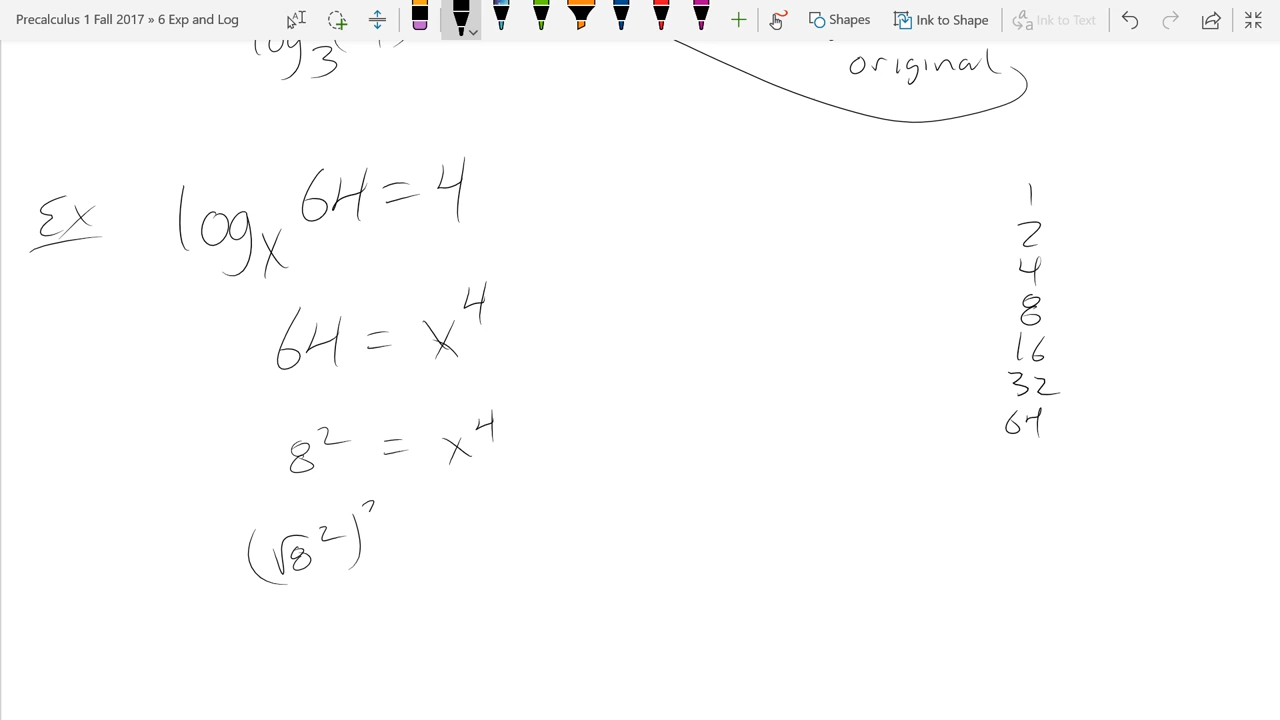 Precalculus 1 Fall 2017 » 6 Exp and Log
Shapes
Ink to Shape
Ink to Text
original
Ex log_x 64 = 4
64 = x^4
8^2 = x^4
(√8^2)^2
1
2
4
8
16
32
64